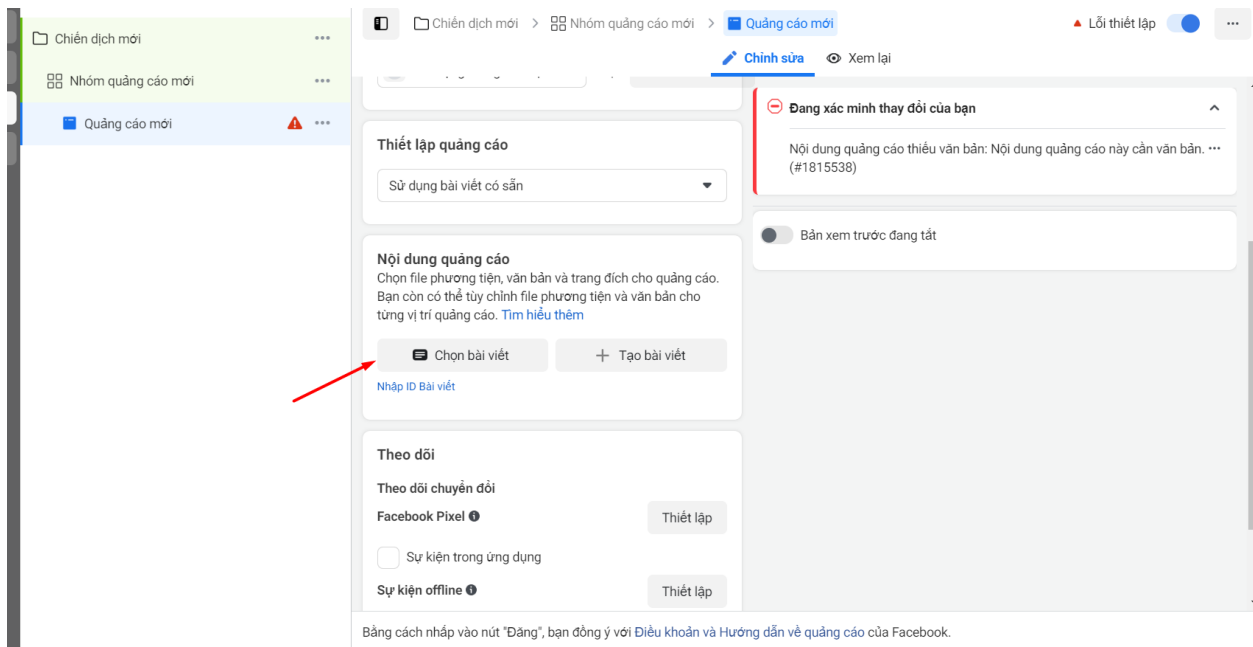 Chiến dịch mới
Nhóm quảng cáo mới
Quảng cáo mới
Chiến dịch mới > Nhóm quảng cáo mới > Quảng cáo mới
Lỗi thiết lập
Chỉnh sửa
Xem lại
Thiết lập quảng cáo
Sử dụng bài viết có sẵn
Nội dung quảng cáo
Chọn file phương tiện, văn bản và trang đích cho quảng cáo.
Bạn còn có thể tùy chỉnh file phương tiện và văn bản cho
từng vị trí quảng cáo. Tìm hiểu thêm
Chọn bài viết
Tạo bài viết
Nhập ID Bài viết
Theo dõi
Theo dõi chuyển đổi
Facebook Pixel
Thiết lập
Sự kiện trong ứng dụng
Sự kiện offline
Thiết lập
Đang xác minh thay đổi của bạn
Nội dung quảng cáo thiếu văn bản: Nội dung quảng cáo này cần văn bản.
(#1815538)
Bản xem trước đang tắt
Bằng cách nhấp vào nút "Đăng", bạn đồng ý với Điều khoản và Hướng dẫn về quảng cáo của Facebook.